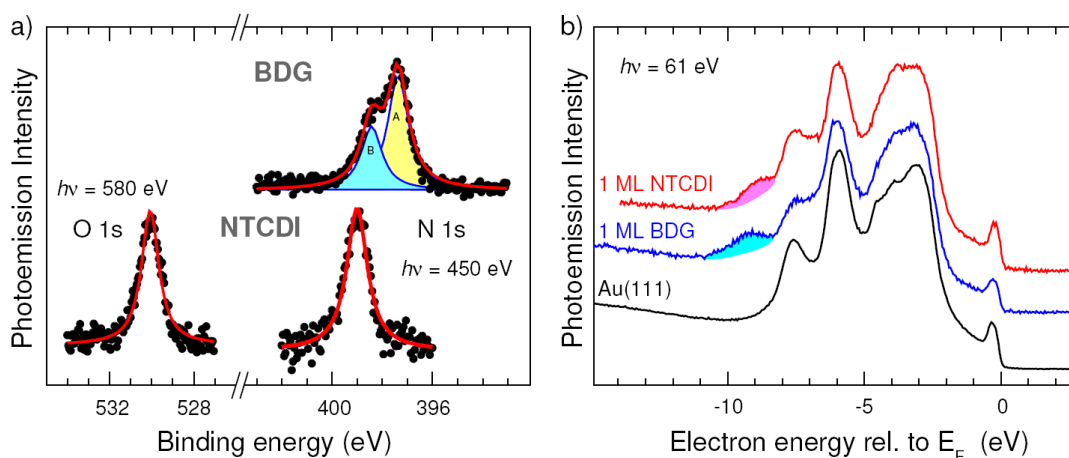 a)
BDG
A
B
hν = 580 eV
O 1s
NTCDI
N 1s
hν = 450 eV
532
528
400
396
Binding energy (eV)
Photoemission Intensity
b)
hν = 61 eV
1 ML NTCDI
1 ML BDG
Au(111)
-15
-10
-5
0
Electron energy rel. to E_F (eV)
Photoemission Intensity